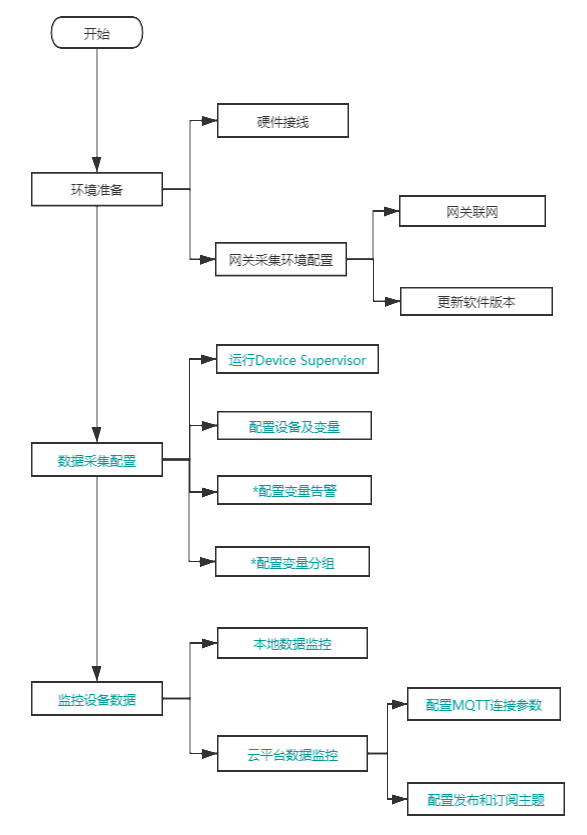 开始
硬件接线
环境准备
网关联网
网关采集环境配置
更新软件版本
运行Device Supervisor
配置设备及变量
数据采集配置
*配置变量告警
*配置变量分组
本地数据监控
监控设备数据
配置MQTT连接参数
云平台数据监控
配置发布和订阅主题